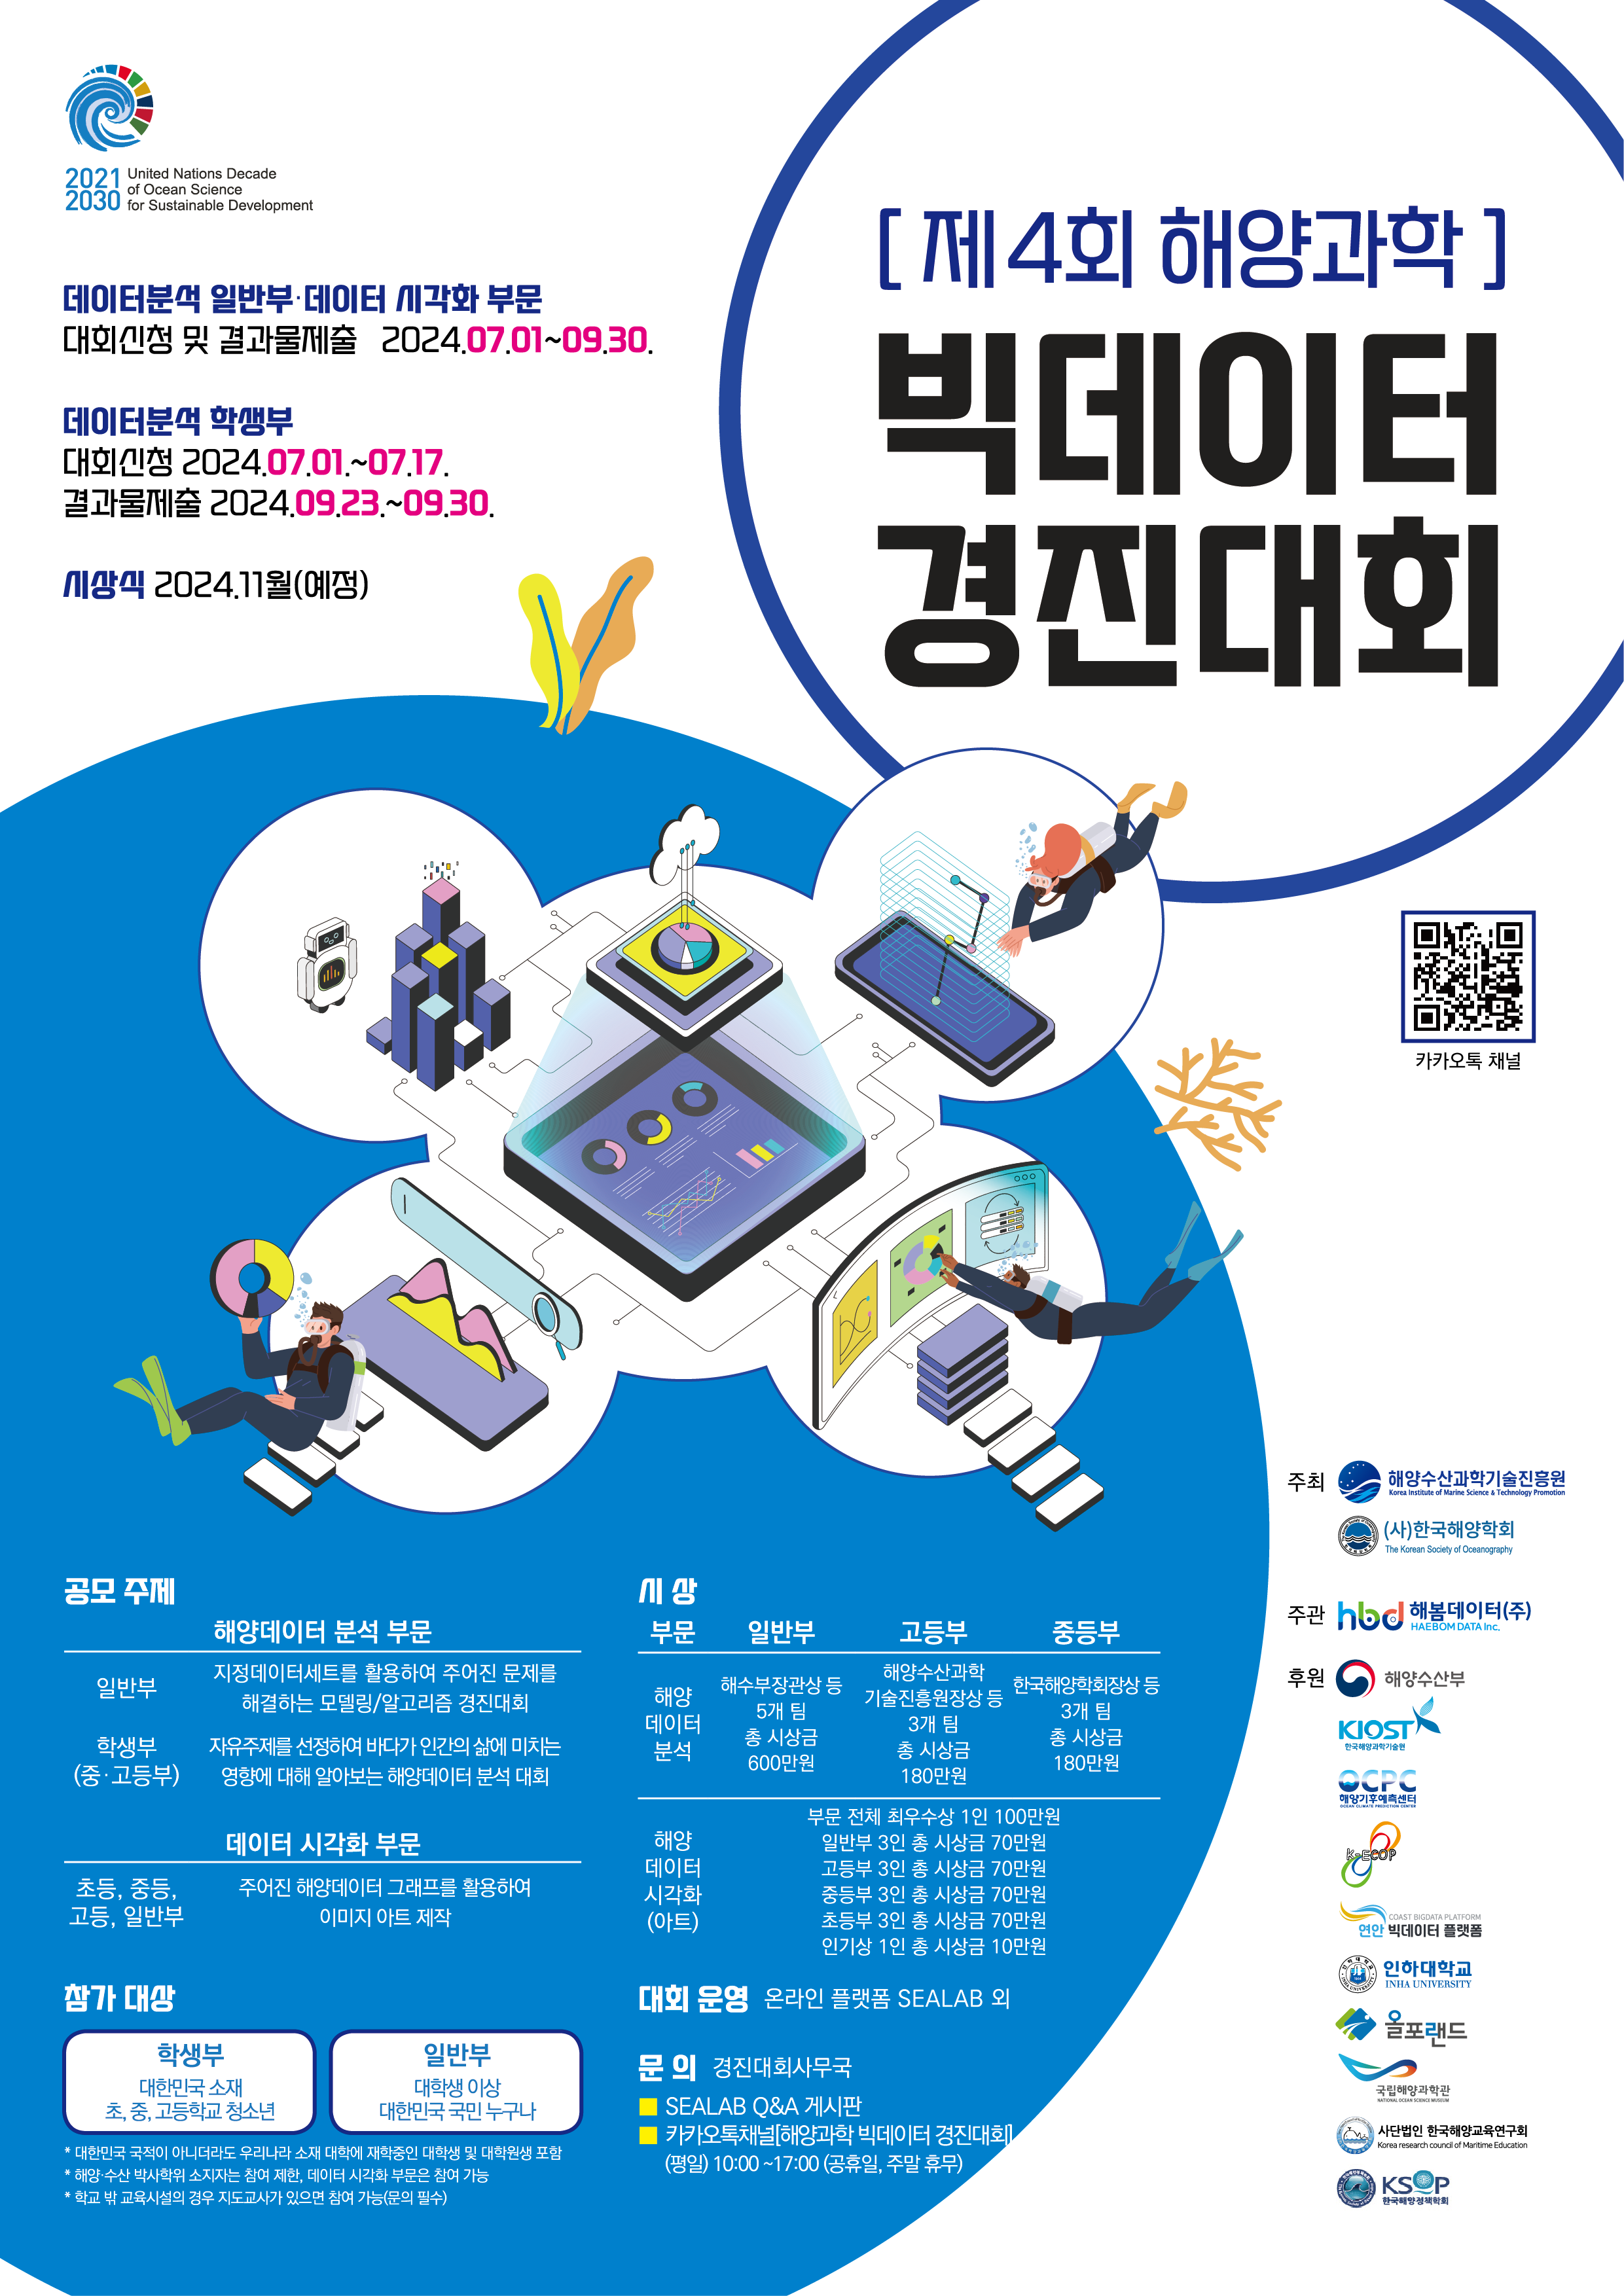 2021
2030
United Nations Decade
of Ocean Science
for Sustainable Development
[ 제4회 해양과학 ]
빅데이터
경진대회
데이터분석 일반부·데이터 시각화 부문
대회신청 및 결과물제출 2024.07.01~09.30.
데이터분석 학생부
대회신청 2024.07.01.~07.17.
결과물제출 2024.09.23.~09.30.
시상식 2024.11월(예정)
카카오톡 채널
공모 주제
해양데이터 분석 부문
일반부
지정데이터세트를 활용하여 주어진 문제를
해결하는 모델링/알고리즘 경진대회
학생부
(중·고등부)
자유주제를 선정하여 바다가 인간의 삶에 미치는
영향에 대해 알아보는 해양데이터 분석 대회
데이터 시각화 부문
초등, 중등,
고등, 일반부
주어진 해양데이터 그래프를 활용하여
이미지 아트 제작
참가 대상
학생부
대한민국 소재
초, 중, 고등학교 청소년
일반부
대학생 이상
대한민국 국민 누구나
* 대한민국 국적이 아니더라도 우리나라 소재 대학에 재학중인 대학생 및 대학원생 포함
* 해양·수산 박사학위 소지자는 참여 제한, 데이터 시각화 부문은 참여 가능
* 학교 밖 교육시설의 경우 지도교사가 있으면 참여 가능(문의 필수)
시 상
부문 일반부 고등부 중등부
해양
데이터
분석
해수부장관상 등
5개 팀
총 시상금
600만원
해양수산과학
기술진흥원장상 등
3개 팀
총 시상금
180만원
한국해양학회장상 등
3개 팀
총 시상금
180만원
해양
데이터
시각화
(아트)
부문 전체 최우수상 1인 100만원
일반부 3인 총 시상금 70만원
고등부 3인 총 시상금 70만원
중등부 3인 총 시상금 70만원
초등부 3인 총 시상금 70만원
인기상 1인 총 시상금 10만원
대회 운영 온라인 플랫폼 SEALAB 외
문 의 경진대회사무국
SEALAB Q&A 게시판
카카오톡채널[해양과학 빅데이터 경진대회]
(평일) 10:00 ~17:00 (공휴일, 주말 휴무)
주최
해양수산과학기술진흥원
Korea Institute of Marine Science & Technology Promotion
(사)한국해양학회
The Korean Society of Oceanography
주관
hbd 해봄데이터(주)
HAEBOM DATA Inc.
후원
해양수산부
KIOST
한국해양과학기술원
OCPC
해양기후예측센터
OCEAN CLIMATE PREDICTION CENTER
K-ECOP
COAST BIGDATA PLATFORM
연안 빅데이터 플랫폼
인하대학교
INHA UNIVERSITY
올포랜드
국립해양과학관
NATIONAL OCEAN SCIENCE MUSEUM
사단법인 한국해양교육연구회
Korea research council of Maritime Education
KSOP
한국해양정책학회